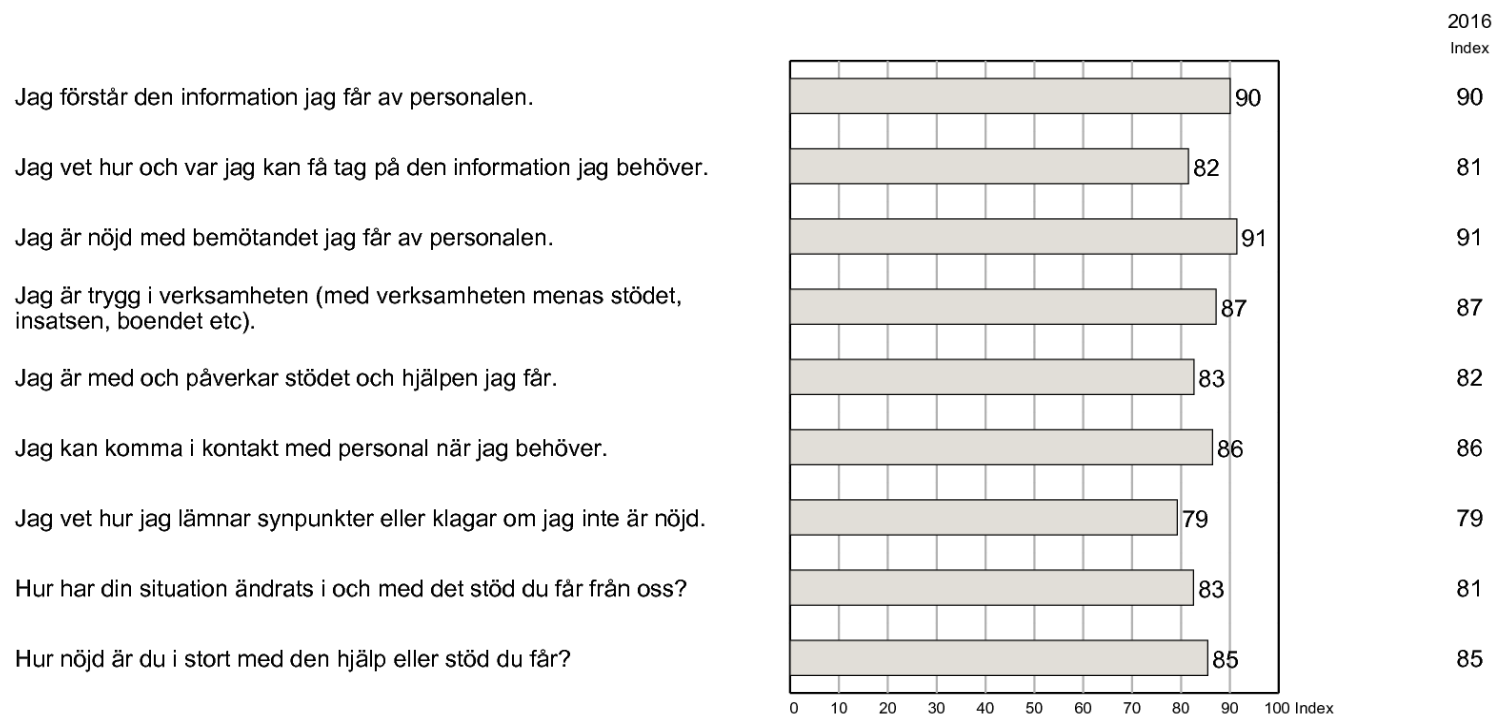 2016
Index
Jag förstår den information jag får av personalen. 90 90
Jag vet hur och var jag kan få tag på den information jag behöver. 82 81
Jag är nöjd med bemötandet jag får av personalen. 91 91
Jag är trygg i verksamheten (med verksamheten menas stödet,
insatsen, boendet etc). 87 87
Jag är med och påverkar stödet och hjälpen jag får. 83 82
Jag kan komma i kontakt med personal när jag behöver. 86 86
Jag vet hur jag lämnar synpunkter eller klagar om jag inte är nöjd. 79 79
Hur har din situation ändrats i och med det stöd du får från oss? 83 81
Hur nöjd är du i stort med den hjälp eller stöd du får? 85 85
0 10 20 30 40 50 60 70 80 90 100 Index